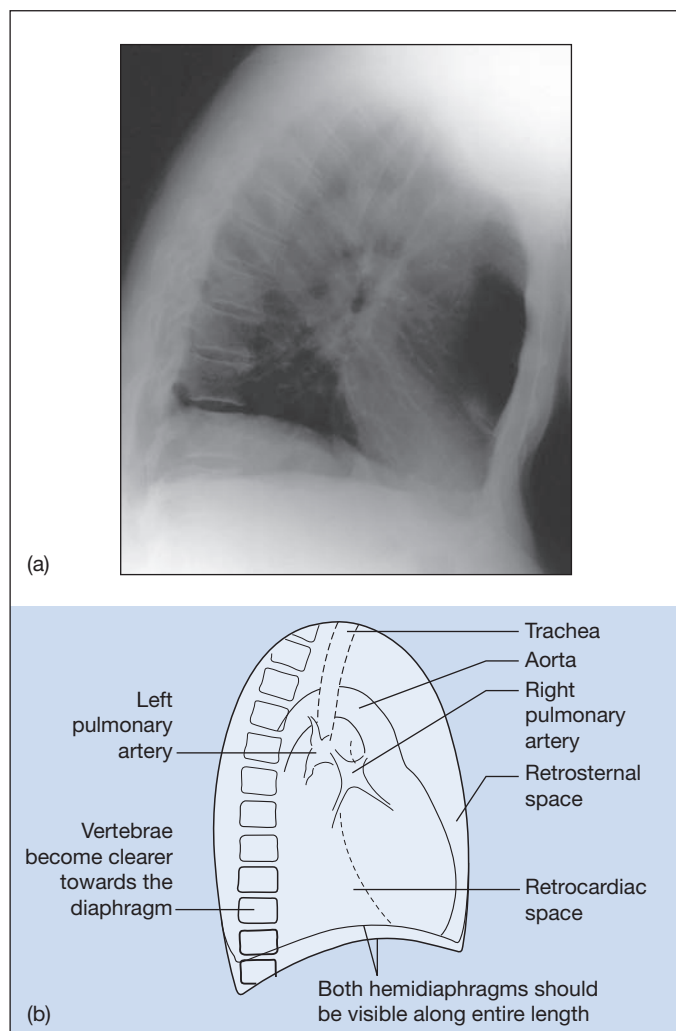 (a)
Trachea
Aorta
Right
pulmonary
artery
Left
pulmonary
artery
Retrosternal
space
Vertebrae
become clearer
towards the
diaphragm
Retrocardiac
space
Both hemidiaphragms should
be visible along entire length
(b)